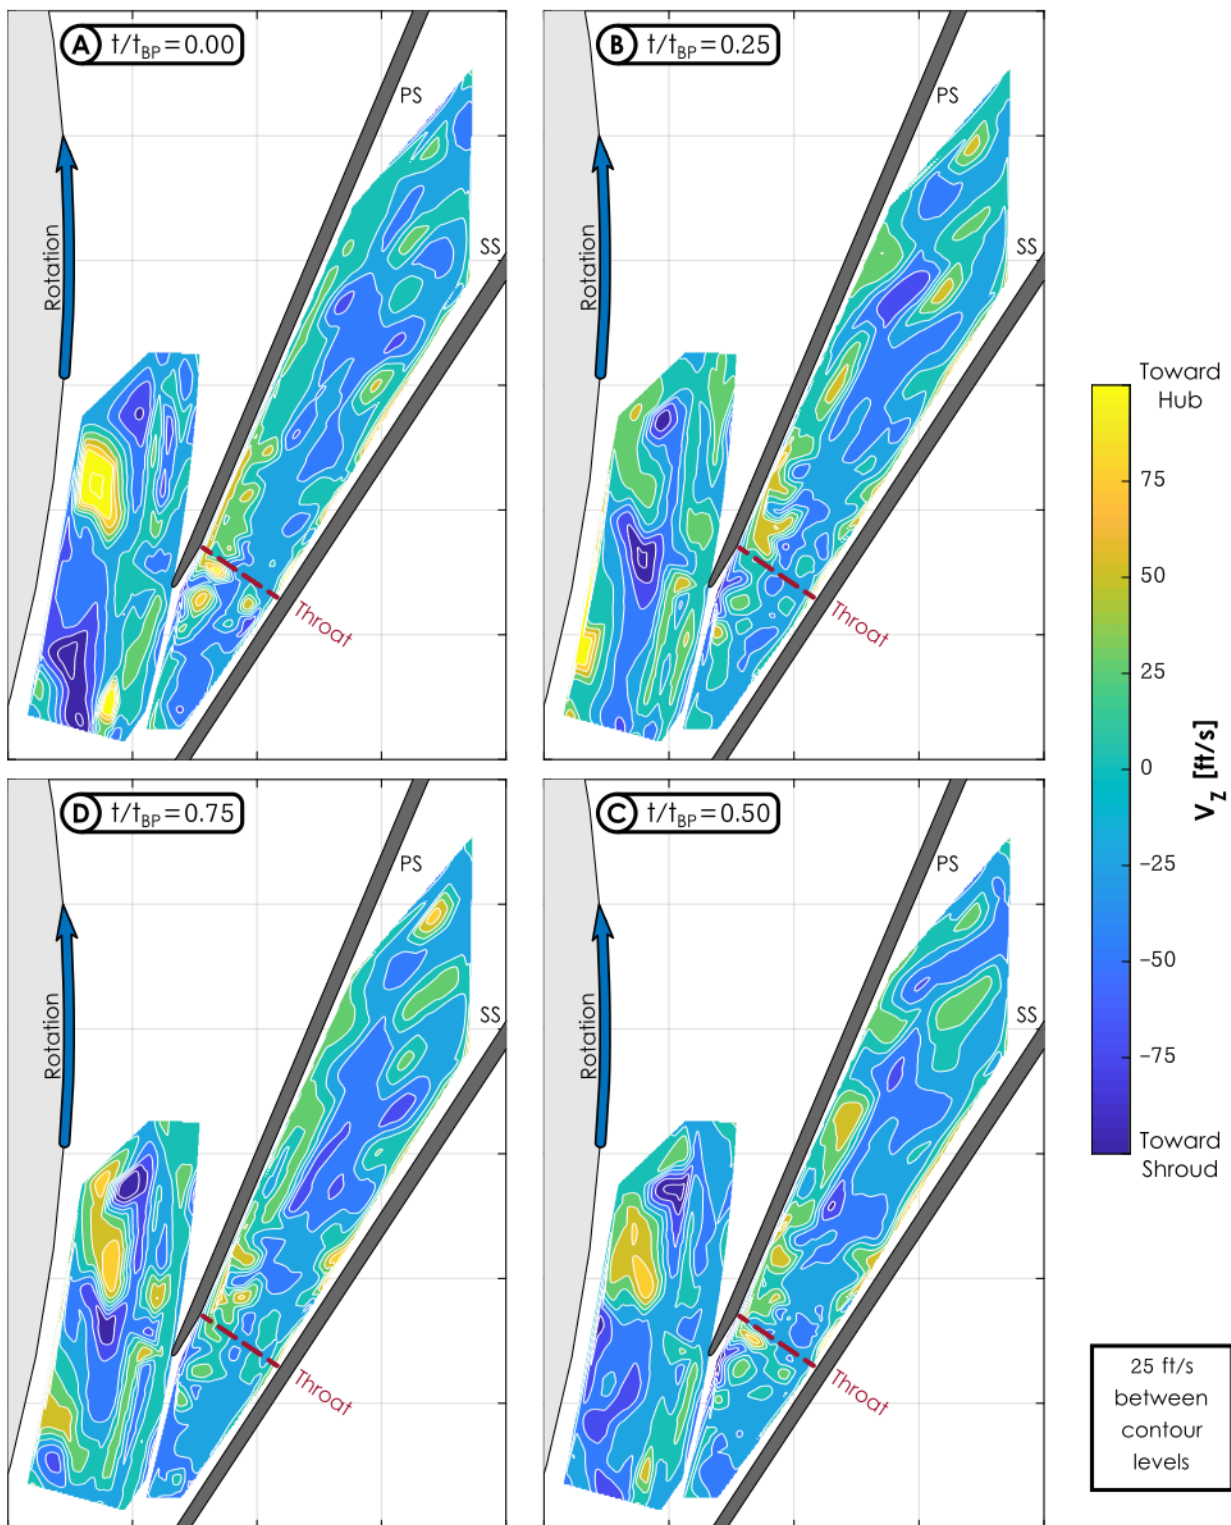 A t/tBP = 0.00
PS
SS
Rotation
Throat
B t/tBP = 0.25
PS
SS
Rotation
Throat
D t/tBP = 0.75
PS
SS
Rotation
Throat
C t/tBP = 0.50
PS
SS
Rotation
Throat
Toward
Hub
75
50
25
0
−25
−50
−75
Toward
Shroud
VZ [ft/s]
25 ft/s
between
contour
levels